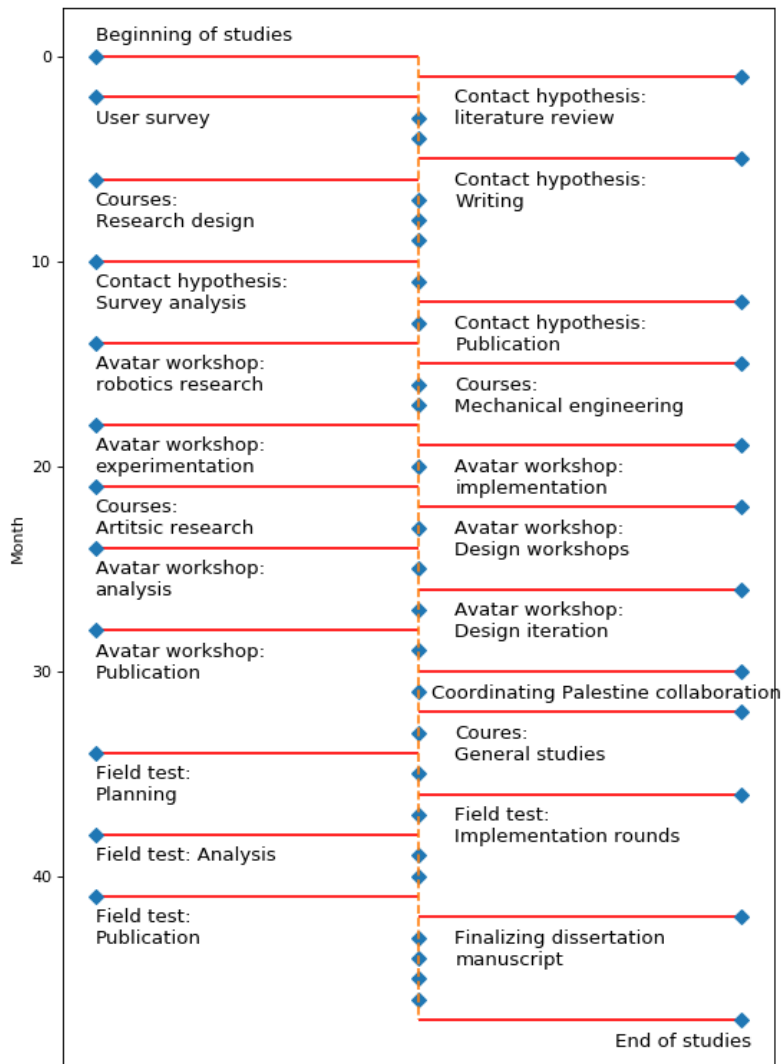 Beginning of studies
0
Contact hypothesis:
literature review
User survey
Contact hypothesis:
Writing
Courses:
Research design
10
Contact hypothesis:
Survey analysis
Contact hypothesis:
Publication
Avatar workshop:
robotics research
Courses:
Mechanical engineering
Avatar workshop:
experimentation
20
Avatar workshop:
implementation
Courses:
Artitsic research
Month
Avatar workshop:
Design workshops
Avatar workshop:
analysis
Avatar workshop:
Design iteration
Avatar workshop:
Publication
30
Coordinating Palestine collaboration
Coures:
General studies
Field test:
Planning
Field test:
Implementation rounds
Field test: Analysis
40
Field test:
Publication
Finalizing dissertation
manuscript
End of studies